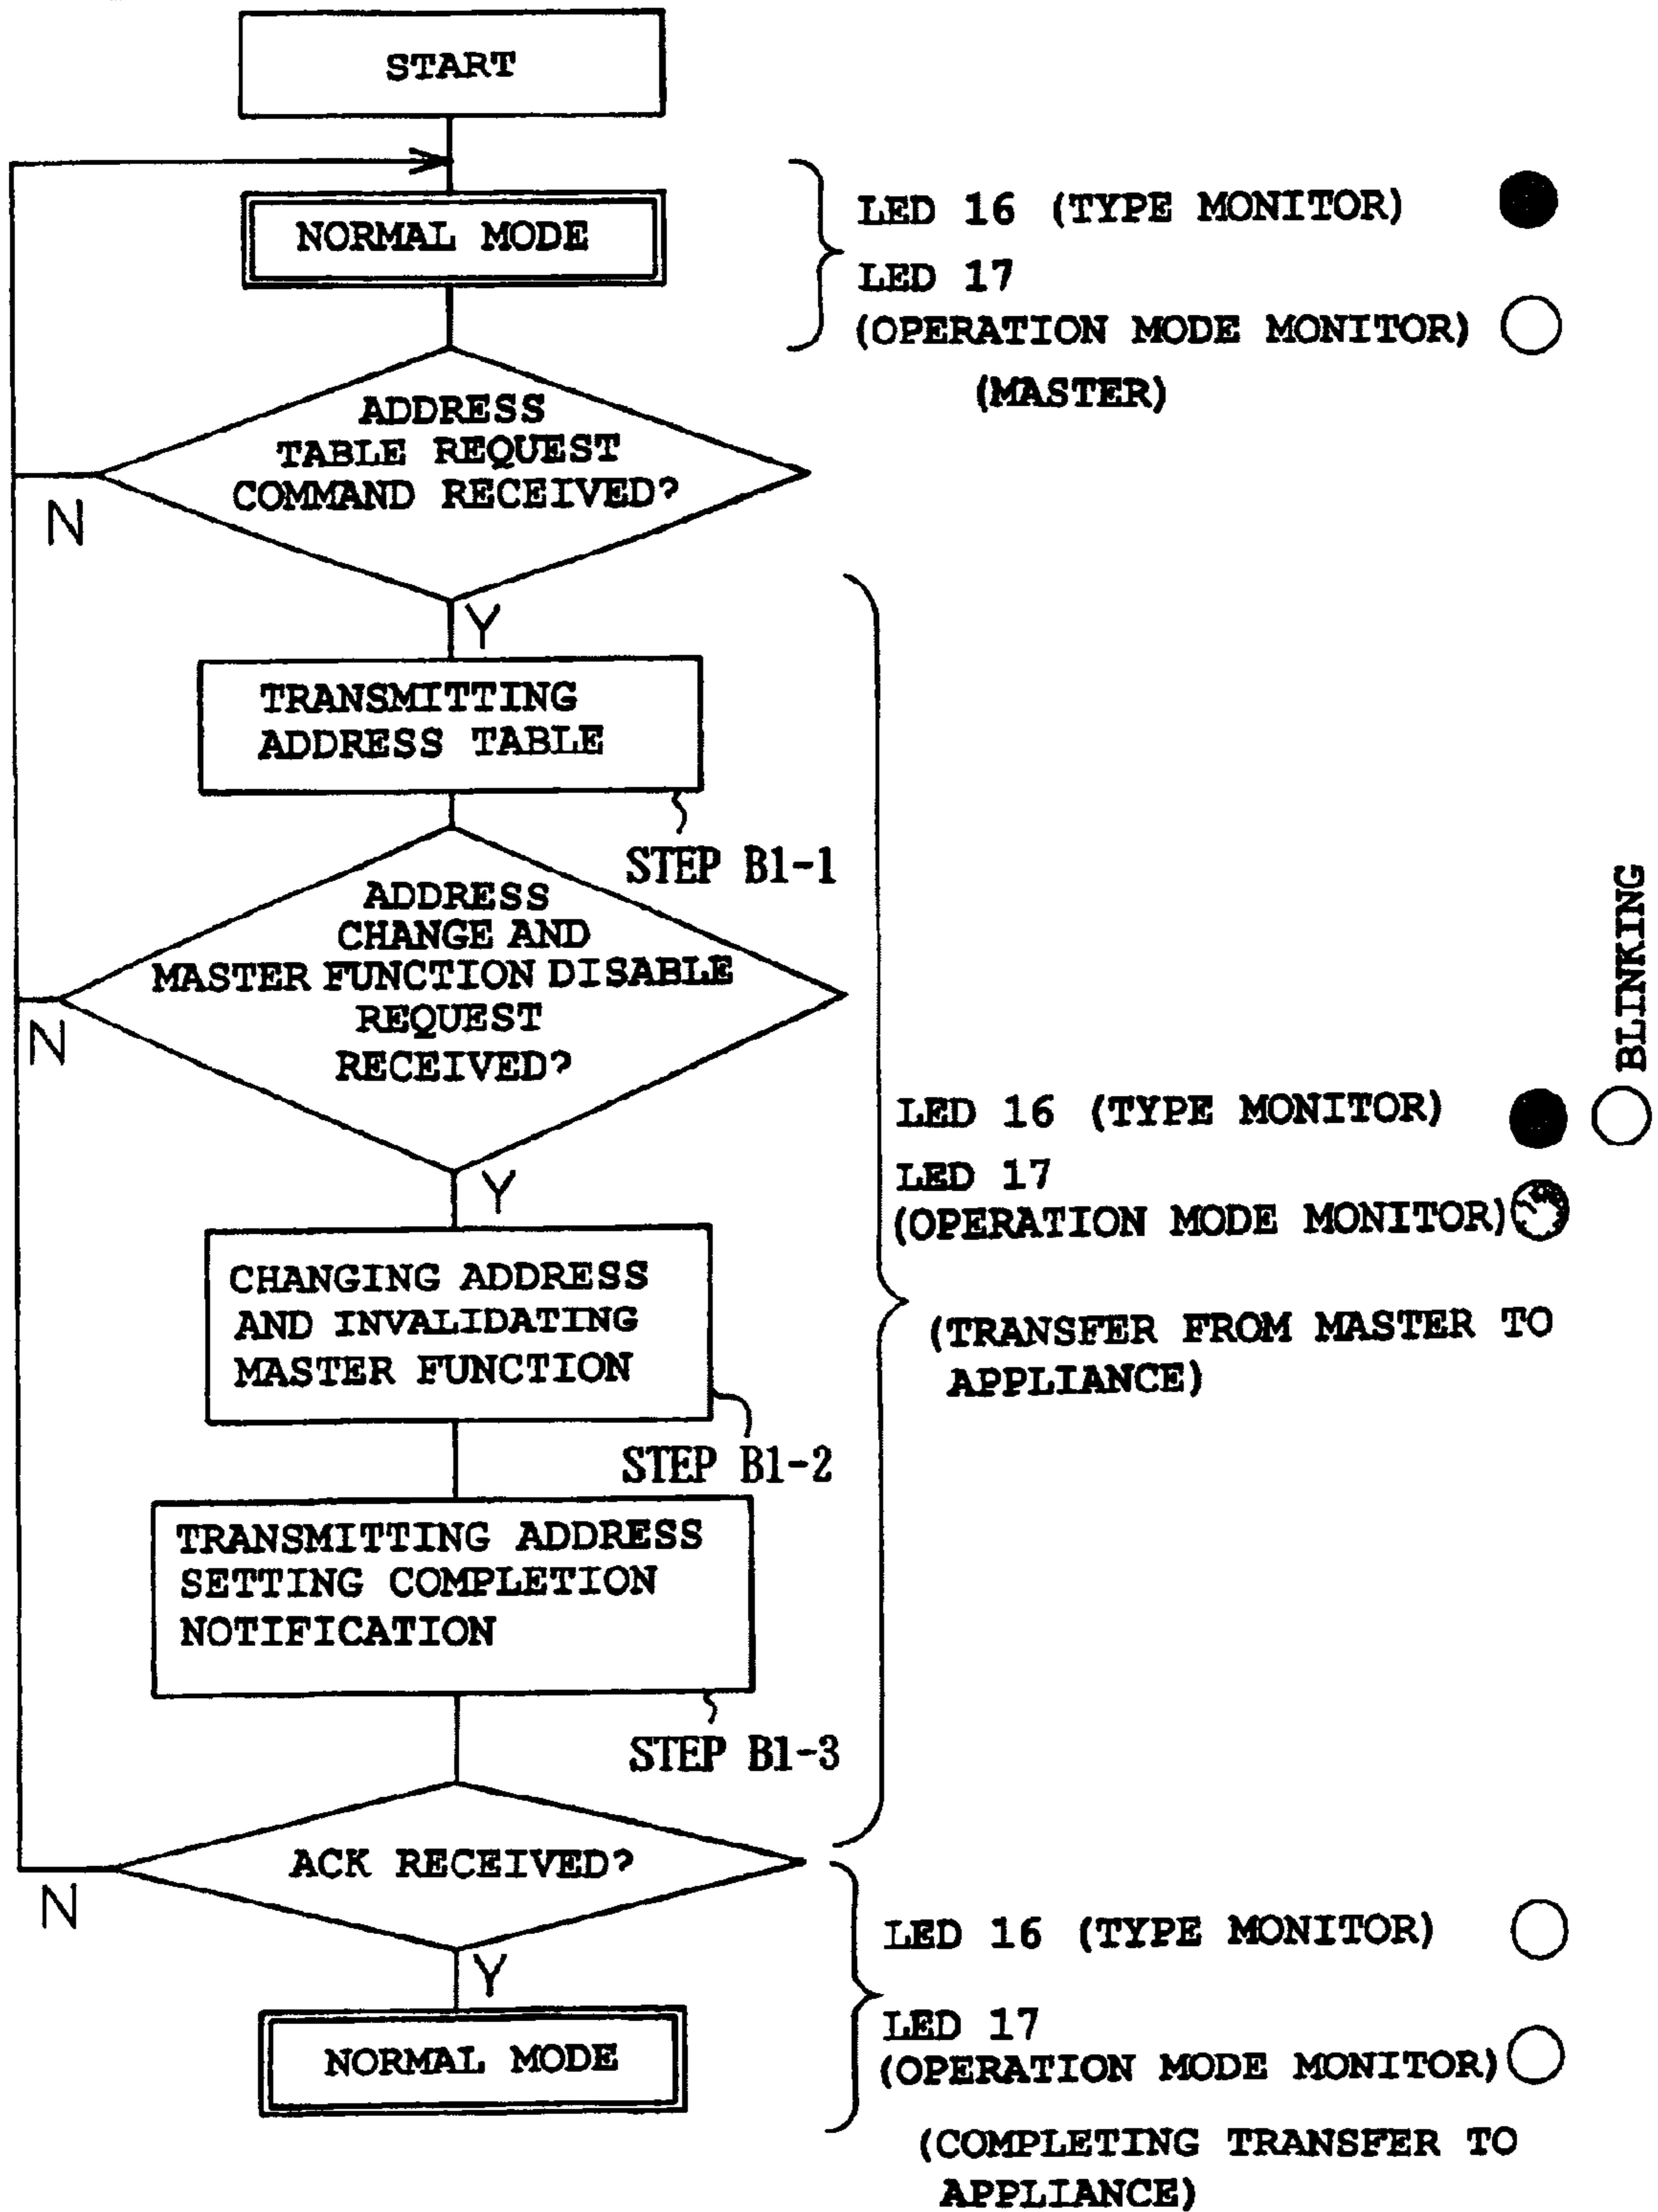 START
NORMAL MODE
LED 16 (TYPE MONITOR)
LED 17
(OPERATION MODE MONITOR)
(MASTER)
ADDRESS
TABLE REQUEST
COMMAND RECEIVED?
N
Y
TRANSMITTING
ADDRESS TABLE
STEP B1-1
ADDRESS
CHANGE AND
MASTER FUNCTION DISABLE
REQUEST
RECEIVED?
N
Y
BLINKING
LED 16 (TYPE MONITOR)
LED 17
(OPERATION MODE MONITOR)
(TRANSFER FROM MASTER TO
APPLIANCE)
CHANGING ADDRESS
AND INVALIDATING
MASTER FUNCTION
STEP B1-2
TRANSMITTING ADDRESS
SETTING COMPLETION
NOTIFICATION
STEP B1-3
ACK RECEIVED?
N
Y
NORMAL MODE
LED 16 (TYPE MONITOR)
LED 17
(OPERATION MODE MONITOR)
(COMPLETING TRANSFER TO
APPLIANCE)